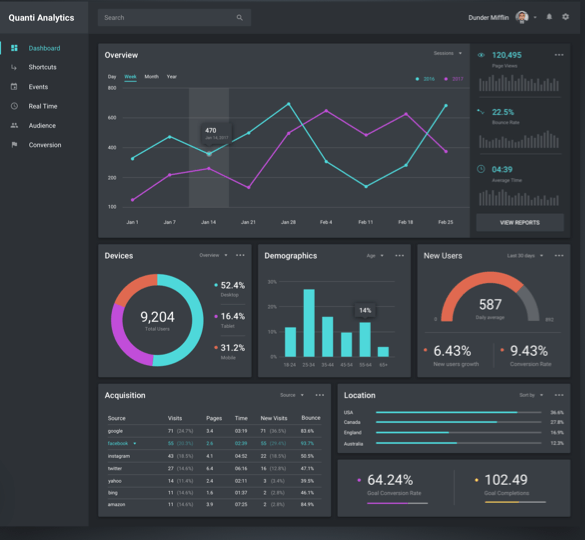 Quanti Analytics
Search
Dunder Mifflin
Dashboard
Shortcuts
Events
Real Time
Audience
Conversion
Overview
Sessions
Day Week Month Year
2016 2017
800
600
400
200
100
470
Jan 14, 2017
Jan 1 Jan 7 Jan 14 Jan 21 Jan 28 Feb 4 Feb 11 Feb 18 Feb 25
120,495
Page Views
22.5%
Bounce Rate
04:39
Average Time
VIEW REPORTS
Devices
Overview
9,204
Total Users
52.4%
Desktop
16.4%
Tablet
31.2%
Mobile
Demographics
Age
30%
20%
10%
0%
14%
18-24 25-34 35-44 45-54 55-64 65+
New Users
Last 30 days
587
Daily average
0
6.43%
New users growth
9.43%
Conversion Rate
Acquisition
Source
Source Visits Pages Time New Visits Bounce
google 71 (24.7%) 3.4 03:19 71 (36.5%) 83.6%
facebook 55 2.6 02:39 55 93.7%
instagram 43 (18.5%) 4.1 04:52 22 (18.5%) 50.5%
twitter 27 (14.6%) 6.4 06:16 16 (12.8%) 47.1%
yahoo 14 (11.4%) 2.4 02:11 3 (3.4%) 39.5%
bing 11 (14.6%) 1.6 01:37 2 (2.8%) 46.1%
amazon 11 (14.6%) 3.9 07:25 2 (2.8%) 84.9%
Location
Sort by
USA 36.6%
Canada 27.8%
England 16.9%
Australia 12.3%
64.24%
Goal Conversion Rate
102.49
Goal Completions